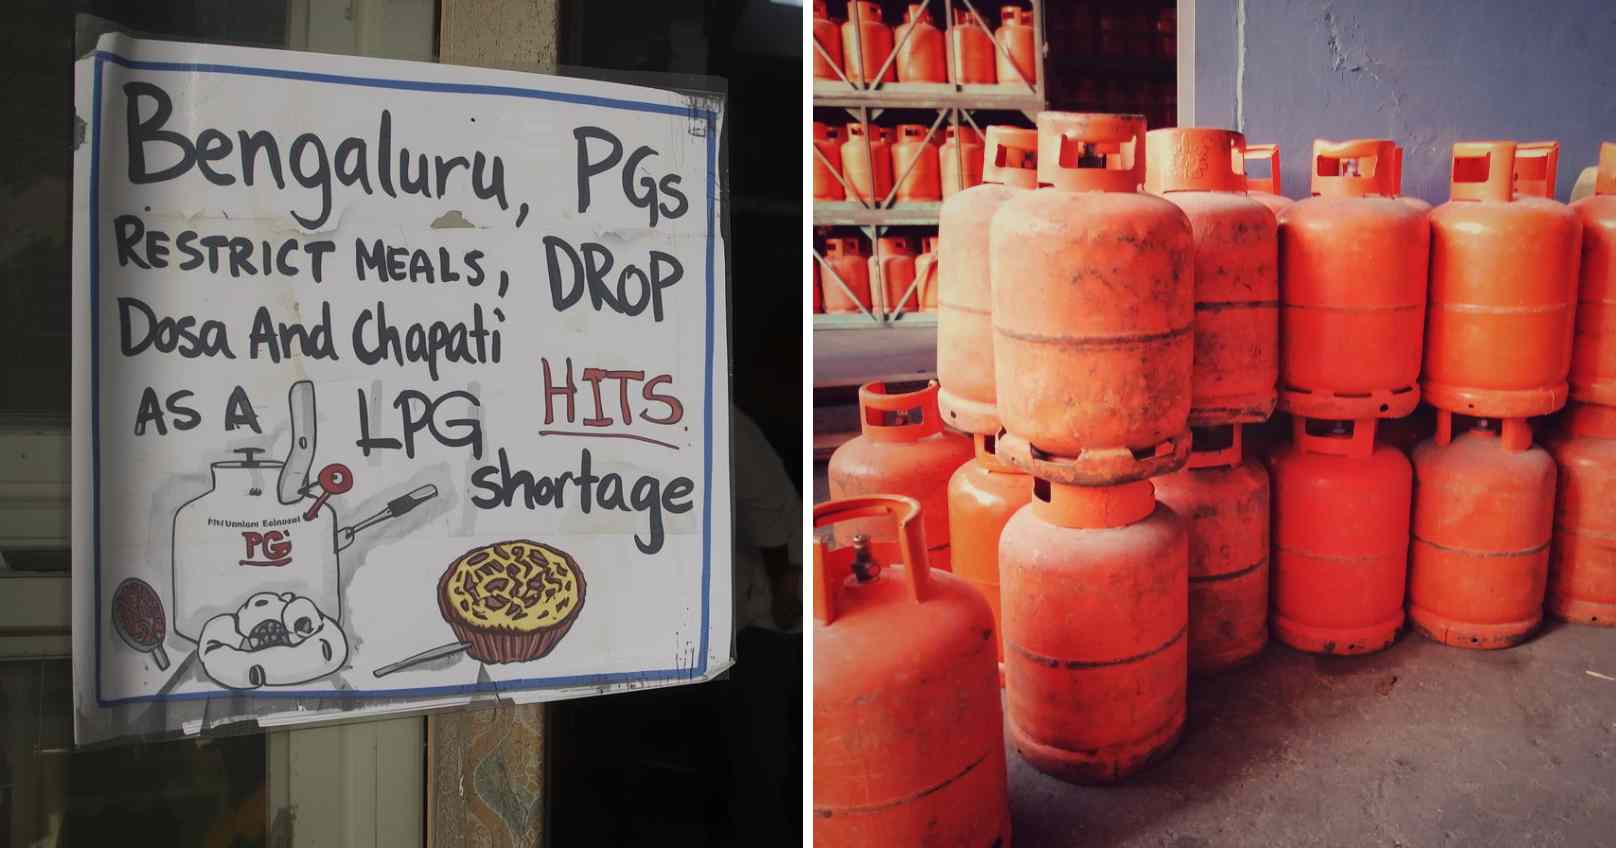 Bengaluru, PGs
RESTRICT MEALS, DROP
Dosa And Chapati
AS A LPG HITS.
shortage
PG